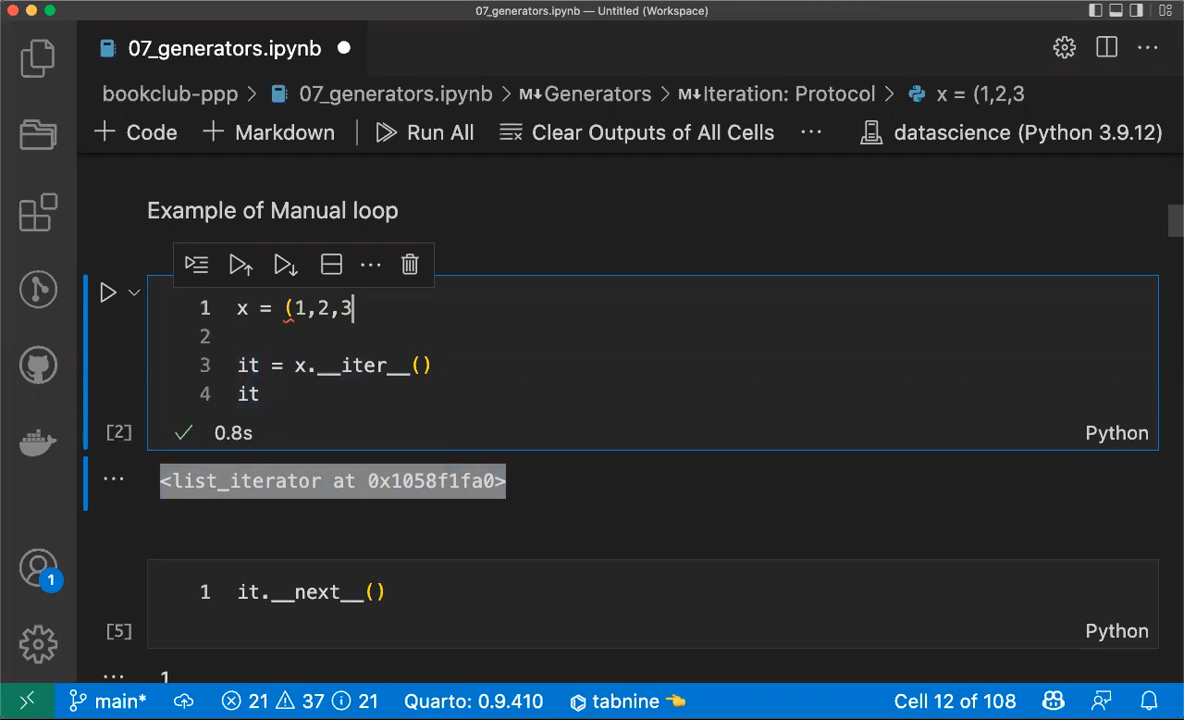 07_generators.ipynb — Untitled (Workspace)
07_generators.ipynb
bookclub-ppp > 07_generators.ipynb > M↓Generators > M↓Iteration: Protocol > x = (1,2,3
+ Code + Markdown | Run All Clear Outputs of All Cells ... datascience (Python 3.9.12)
Example of Manual loop
1 x = (1,2,3
2
3 it = x.__iter__()
4 it
[2] ✓ 0.8s Python
<list_iterator at 0x1058f1fa0>
1 it.__next__()
[5] Python
1
1
main* 21 37 21 Quarto: 0.9.410 tabnine 👈 Cell 12 of 108